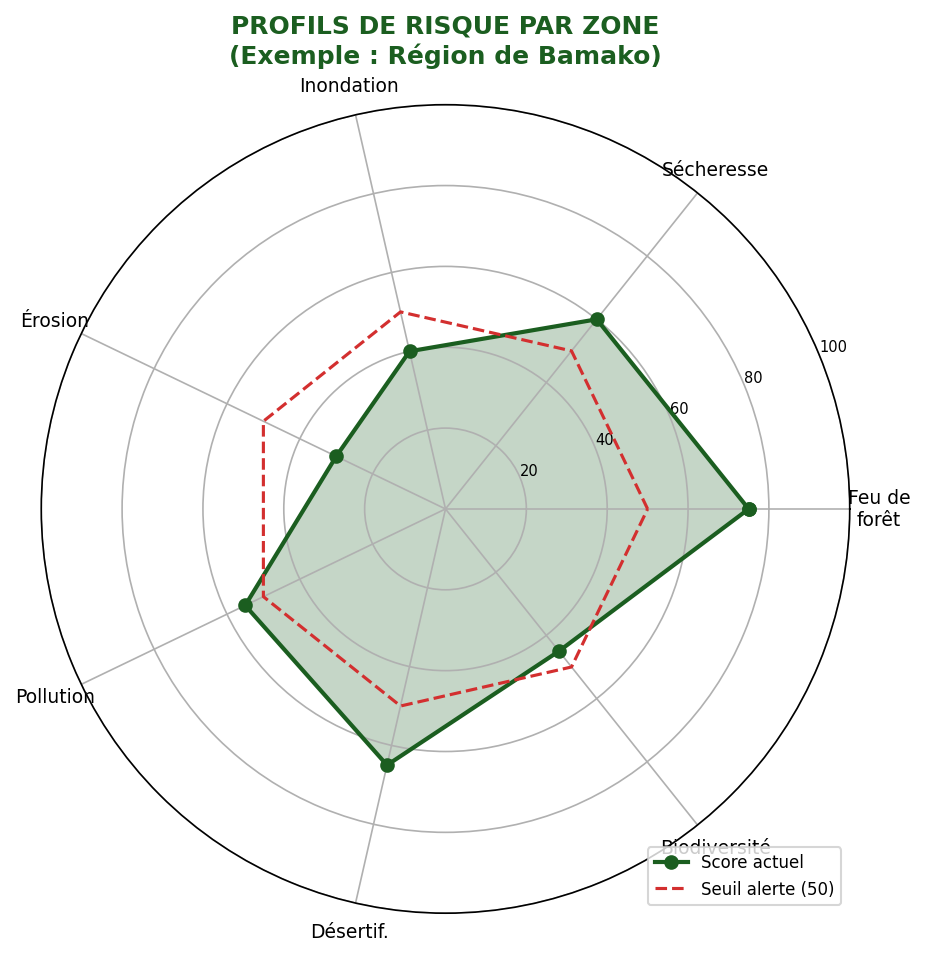 PROFILS DE RISQUE PAR ZONE
(Exemple : Région de Bamako)
Inondation
Sécheresse
Érosion
100
80
60
40
20
Feu de
forêt
Pollution
Biodiversité
Score actuel
Seuil alerte (50)
Désertif.